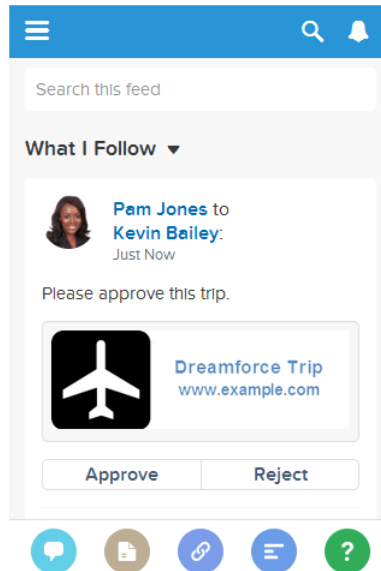 Search this feed
What I Follow
Pam Jones to
Kevin Bailey:
Just Now
Please approve this trip.
Dreamforce Trip
www.example.com
Approve Reject
?